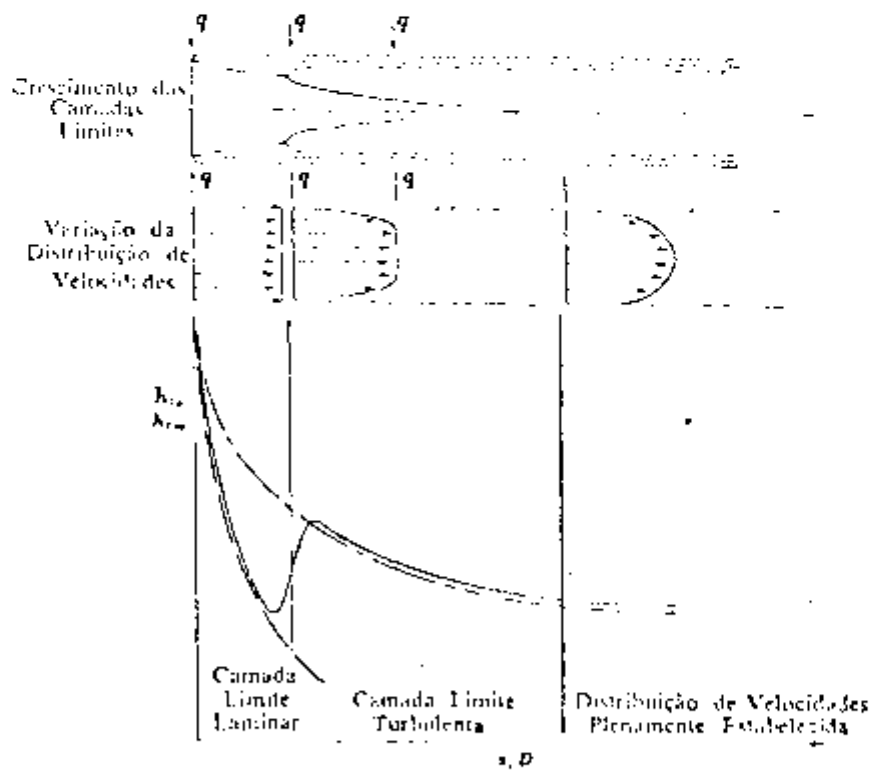 q q q
Crescimento das
Camadas
Limites
q q q
Variação da
Distribuição de
Velocidades
Camada
Limite
Laminar
Camada Limite
Turbulenta
Distribuição de Velocidades
Plenamente Estabelecida
x, D